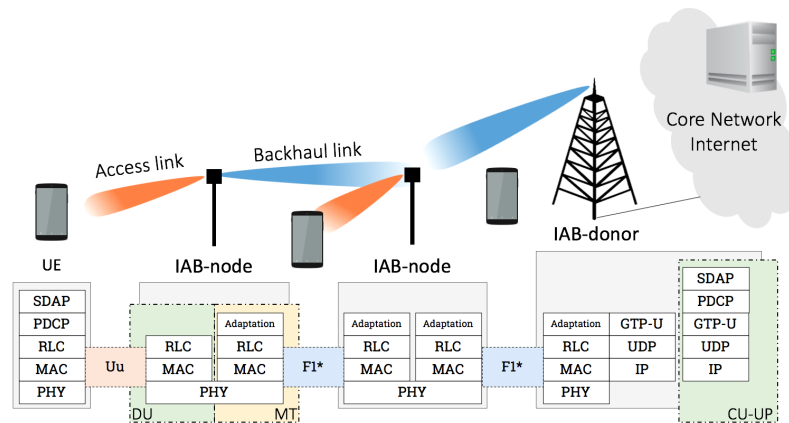 Core Network
Internet
Access link
Backhaul link
UE
IAB-node
IAB-node
IAB-donor
SDAP
PDCP
RLC
MAC
PHY
Uu
RLC
MAC
Adaptation
RLC
MAC
PHY
DU
MT
F1*
Adaptation
Adaptation
RLC
RLC
MAC
MAC
PHY
F1*
Adaptation
GTP-U
RLC
UDP
MAC
IP
PHY
SDAP
PDCP
GTP-U
UDP
IP
CU-UP